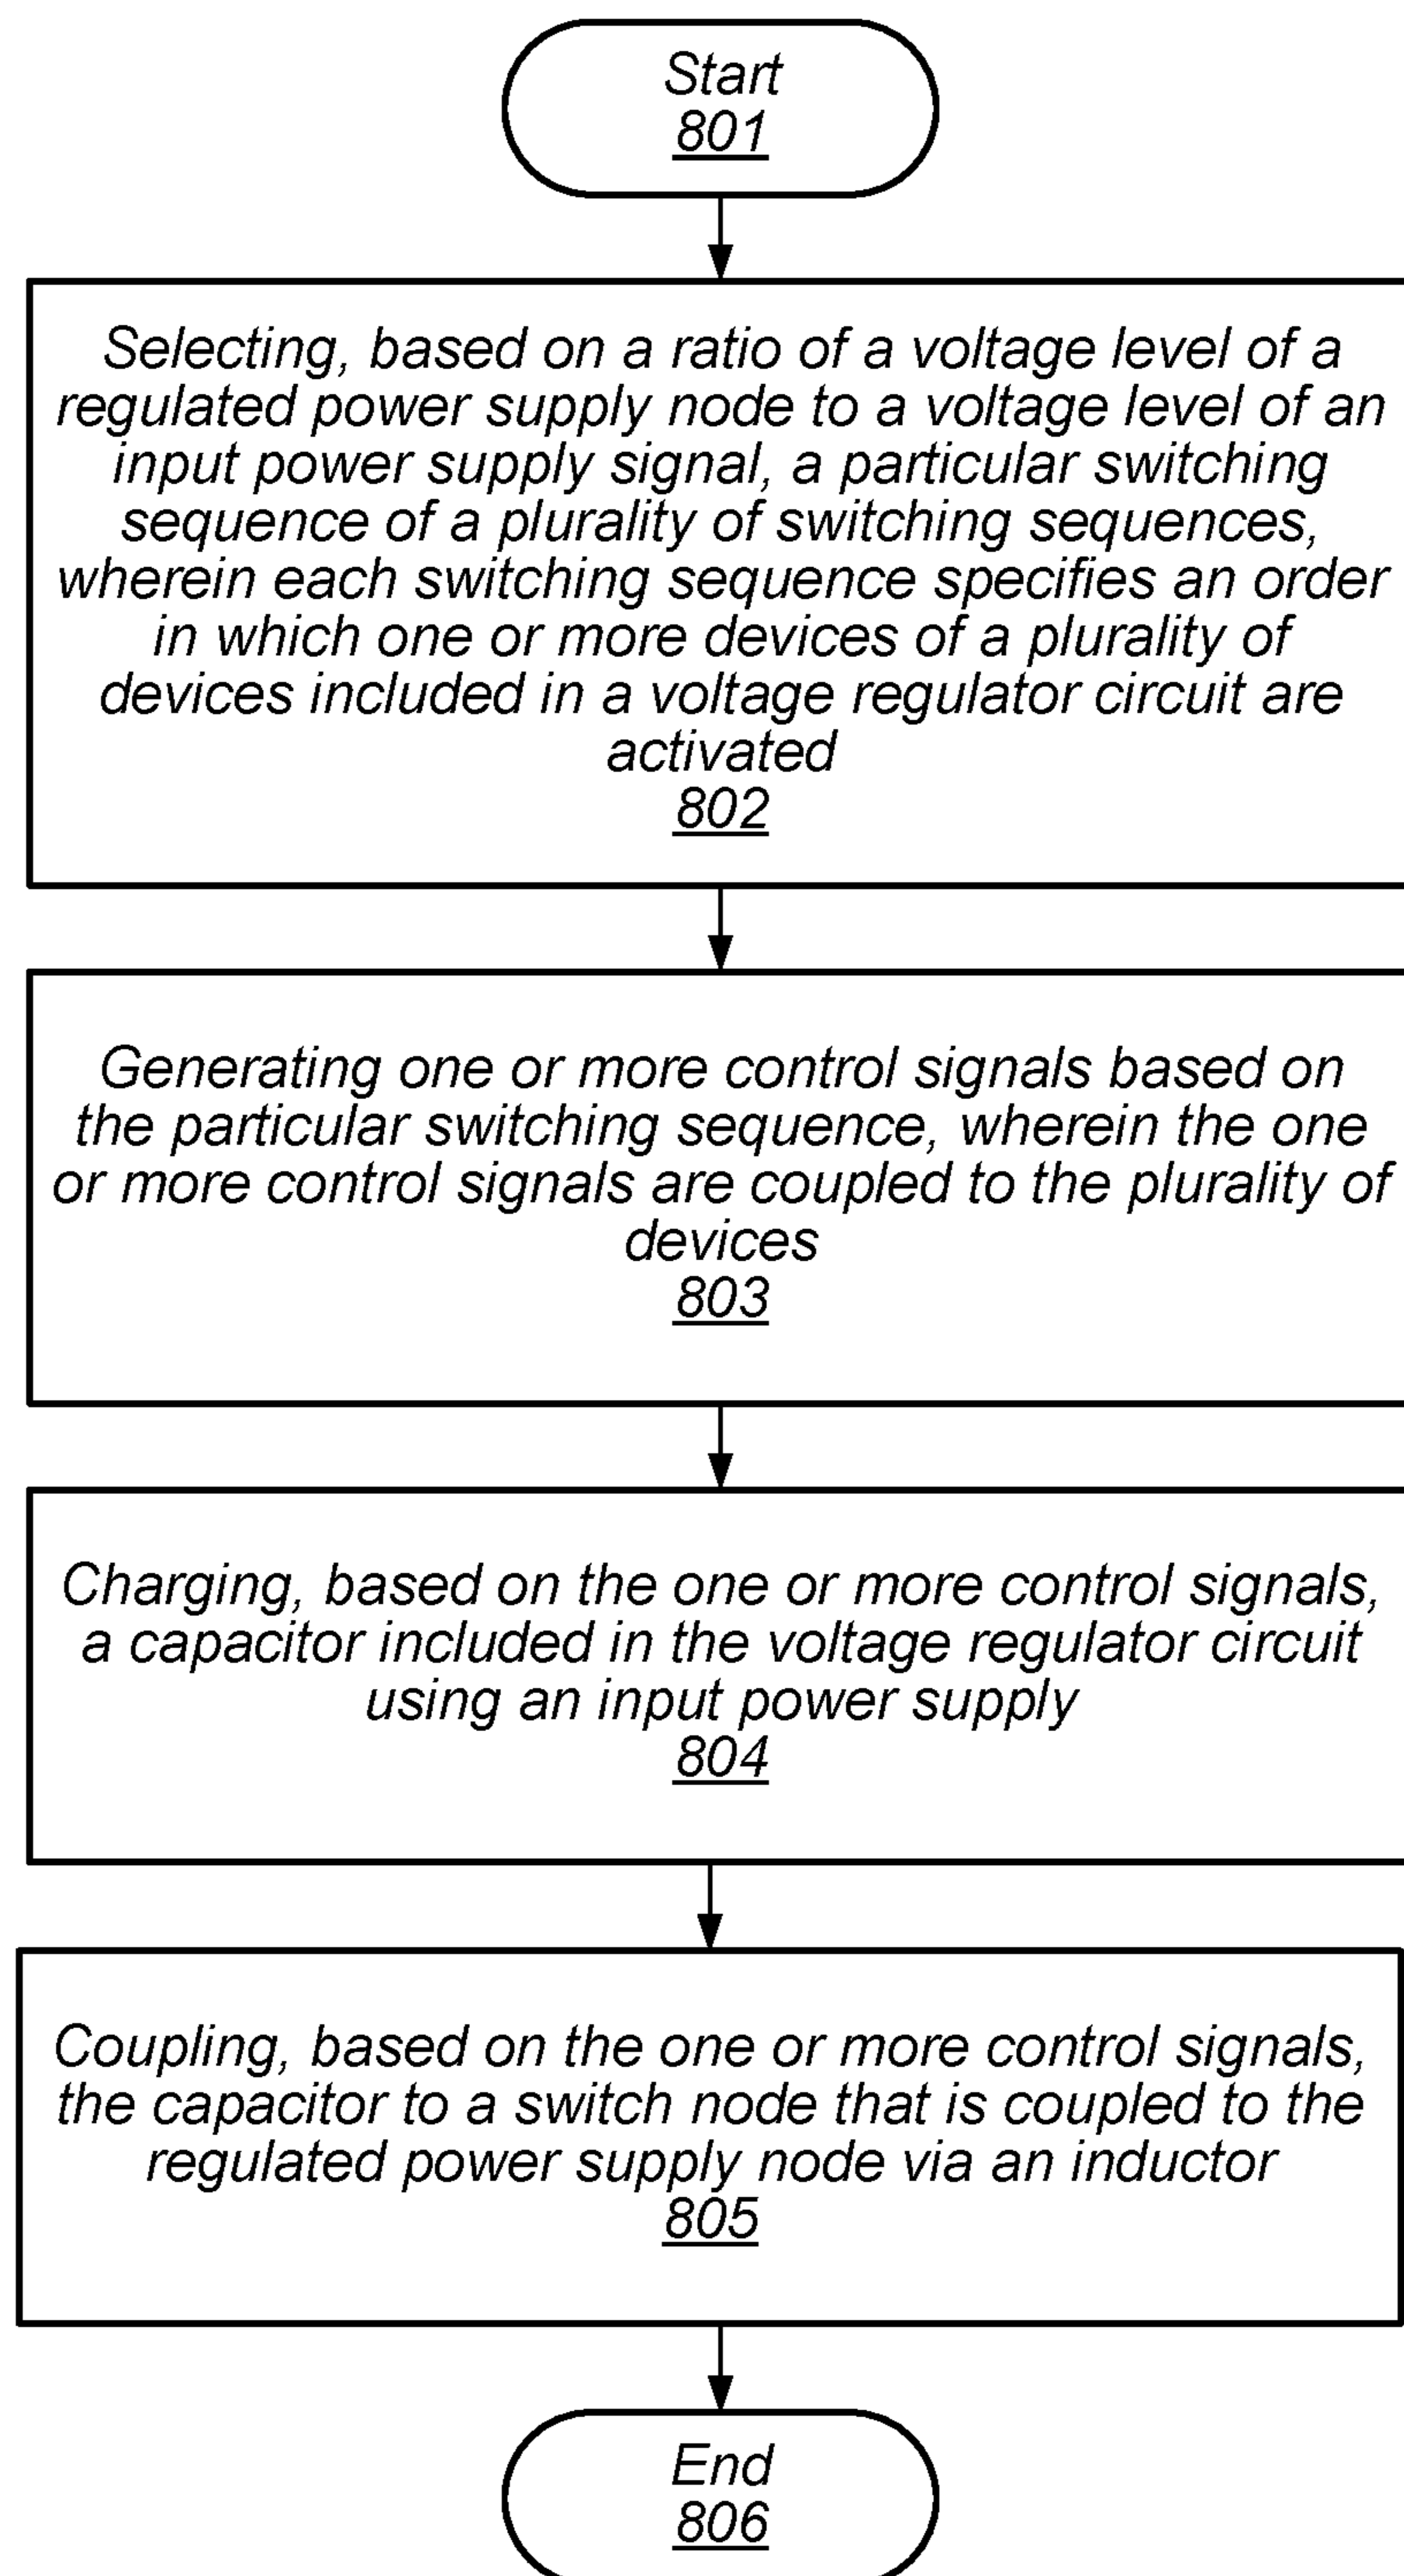 Start
801
Selecting, based on a ratio of a voltage level of a
regulated power supply node to a voltage level of an
input power supply signal, a particular switching
sequence of a plurality of switching sequences,
wherein each switching sequence specifies an order
in which one or more devices of a plurality of
devices included in a voltage regulator circuit are
activated
802
Generating one or more control signals based on
the particular switching sequence, wherein the one
or more control signals are coupled to the plurality of
devices
803
Charging, based on the one or more control signals,
a capacitor included in the voltage regulator circuit
using an input power supply
804
Coupling, based on the one or more control signals,
the capacitor to a switch node that is coupled to the
regulated power supply node via an inductor
805
End
806